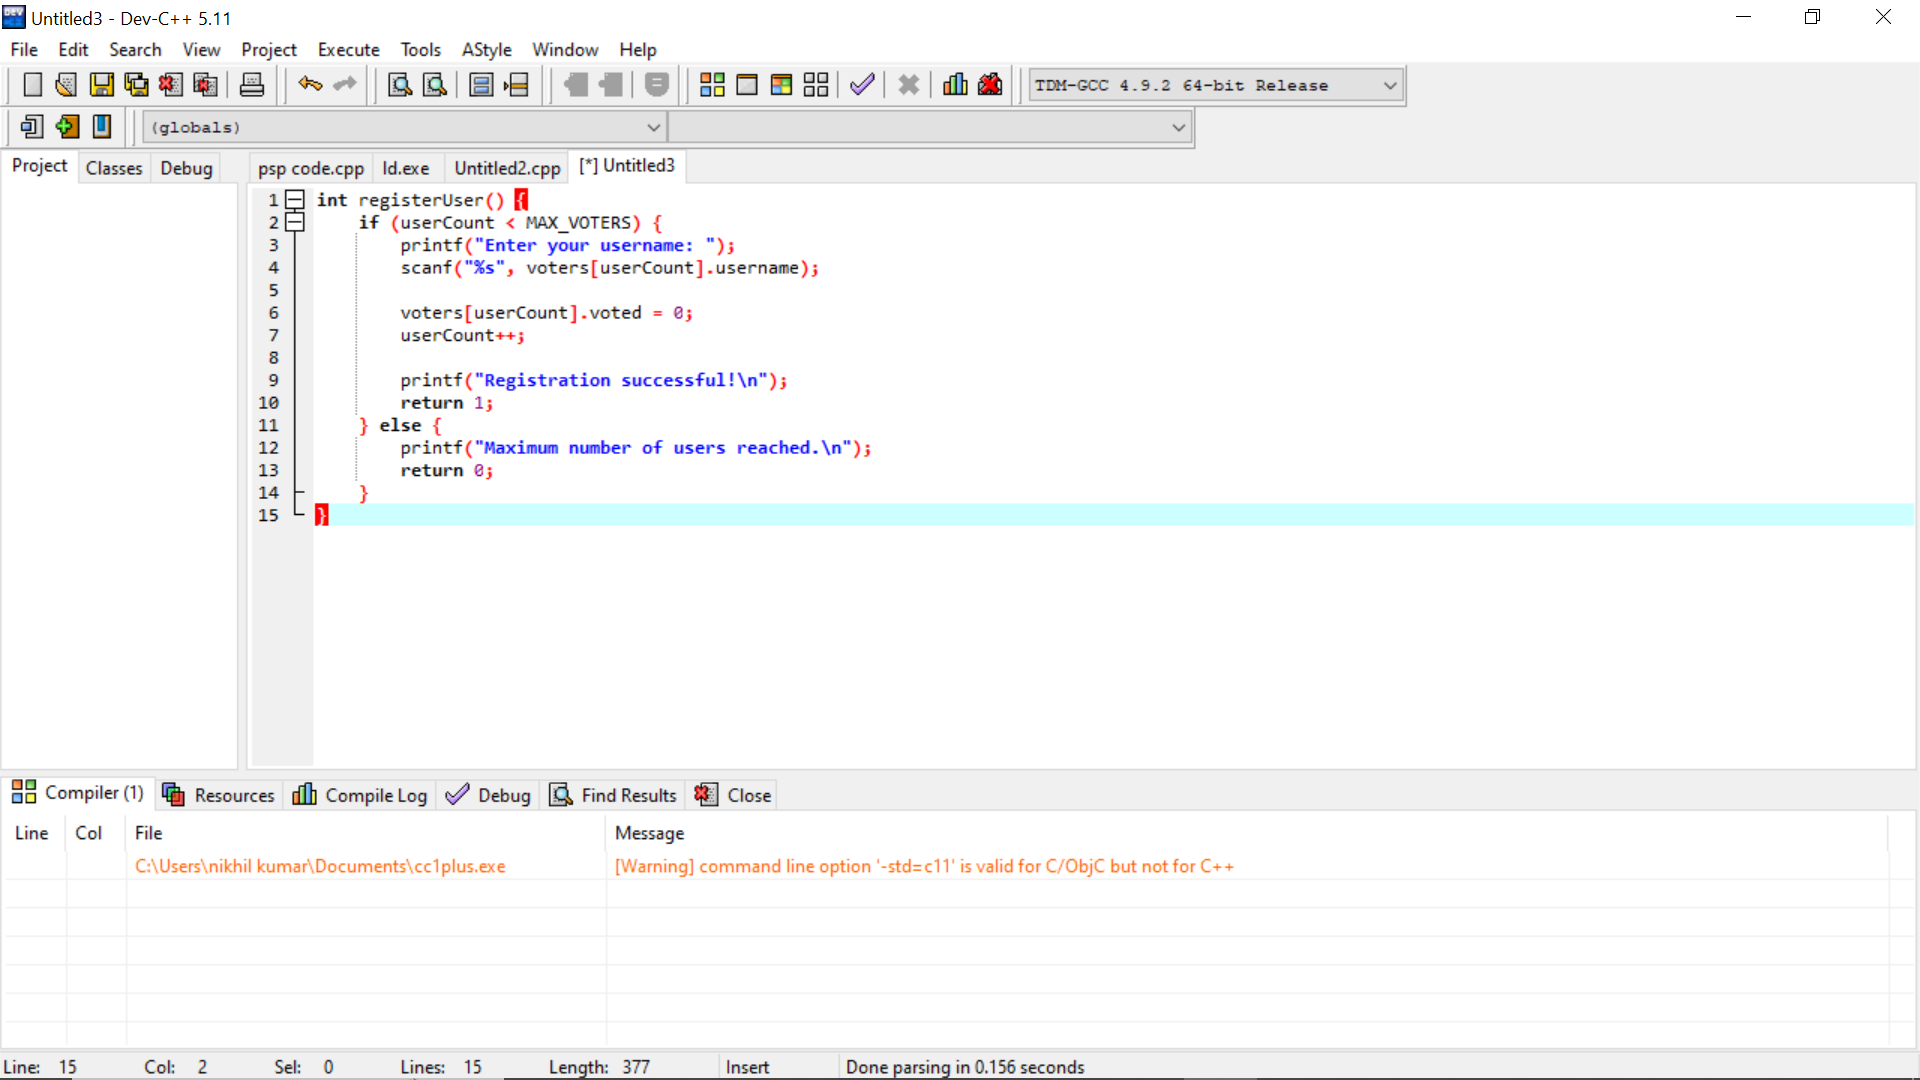 Untitled3 - Dev-C++ 5.11
File Edit Search View Project Execute Tools AStyle Window Help
TDM-GCC 4.9.2 64-bit Release
(globals)
Project Classes Debug psp code.cpp Id.exe Untitled2.cpp [*] Untitled3
1 int registerUser() {
2 if (userCount < MAX_VOTERS) {
3 printf("Enter your username: ");
4 scanf("%s", voters[userCount].username);
5
6 voters[userCount].voted = 0;
7 userCount++;
8
9 printf("Registration successful!\n");
10 return 1;
11 } else {
12 printf("Maximum number of users reached.\n");
13 return 0;
14 }
15 }
Compiler (1) Resources Compile Log Debug Find Results Close
Line Col File Message
C:\Users\nikhil kumar\Documents\cc1plus.exe [Warning] command line option '-std=c11' is valid for C/ObjC but not for C++
Line: 15 Col: 2 Sel: 0 Lines: 15 Length: 377 Insert Done parsing in 0.156 seconds